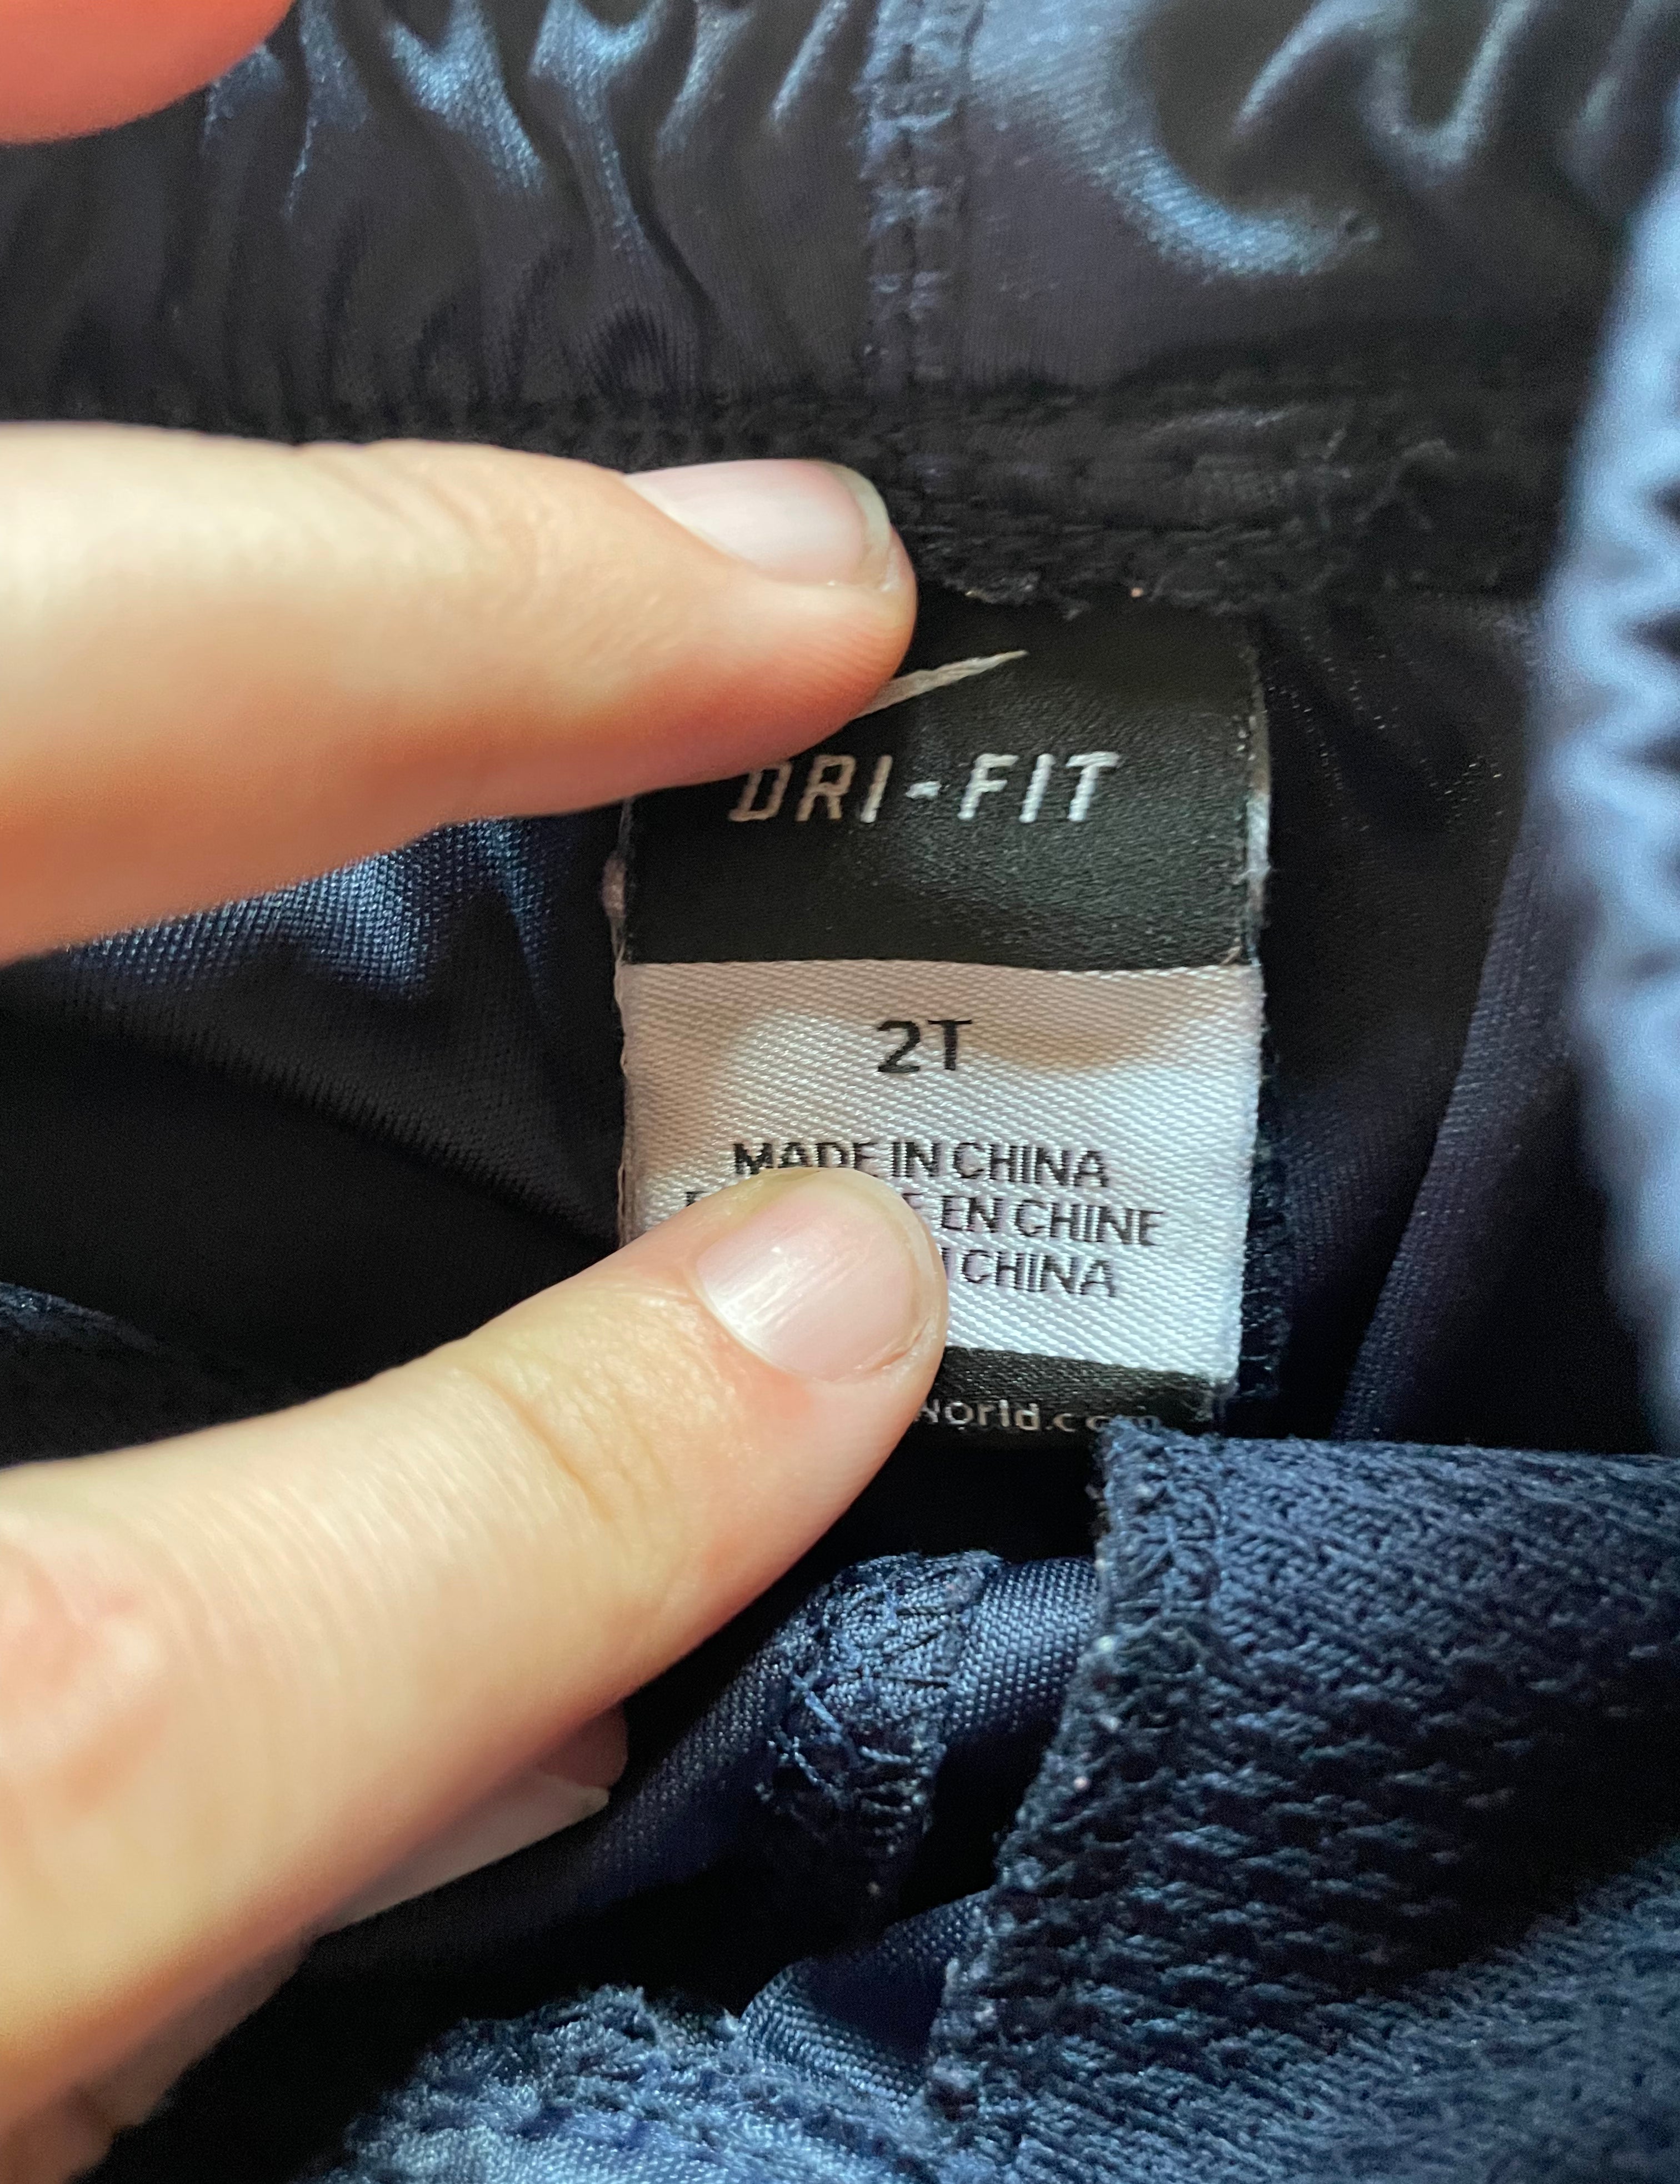 DRI-FIT
2T
MADE IN CHINA
EN CHINE
CHINA